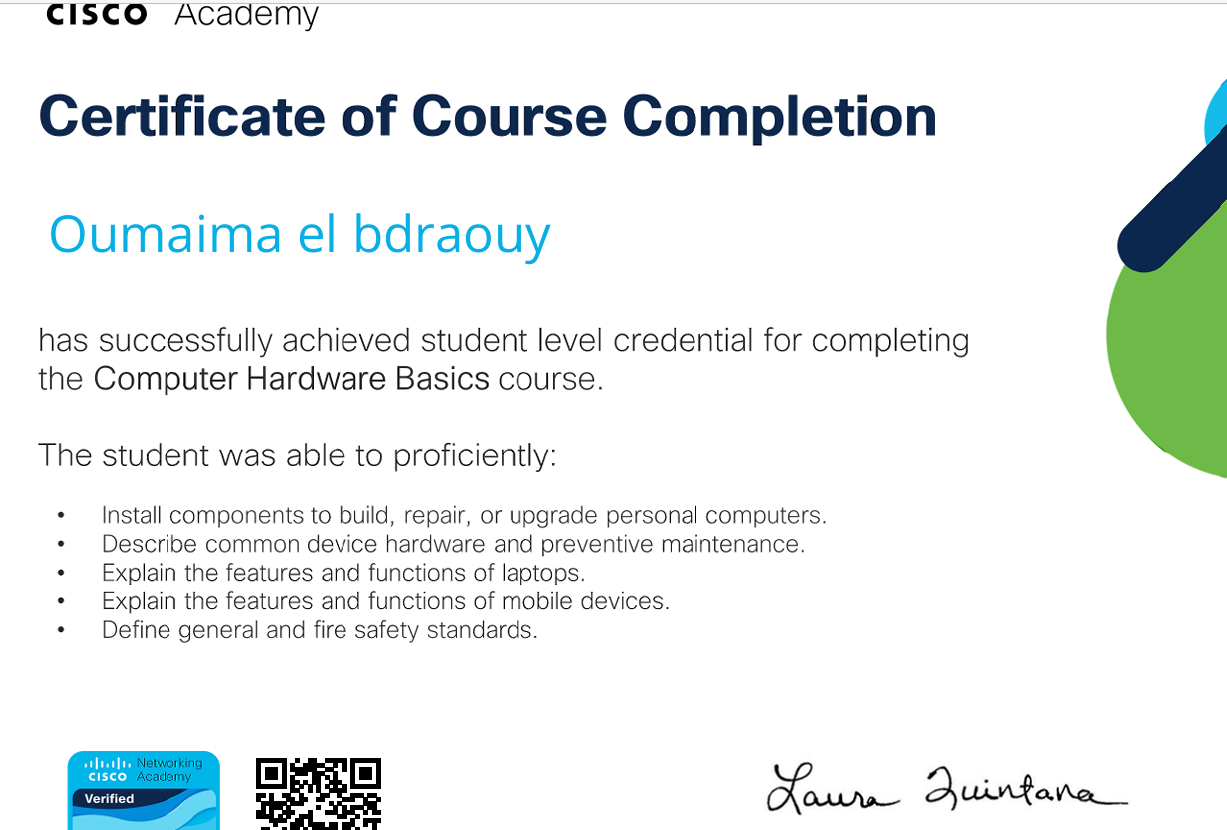 CISCO Academy
Certificate of Course Completion
Oumaima el bdraouy
has successfully achieved student level credential for completing
the Computer Hardware Basics course.
The student was able to proficiently:
• Install components to build, repair, or upgrade personal computers.
• Describe common device hardware and preventive maintenance.
• Explain the features and functions of laptops.
• Explain the features and functions of mobile devices.
• Define general and fire safety standards.
CISCO Networking Academy
Verified
Laura Quintana